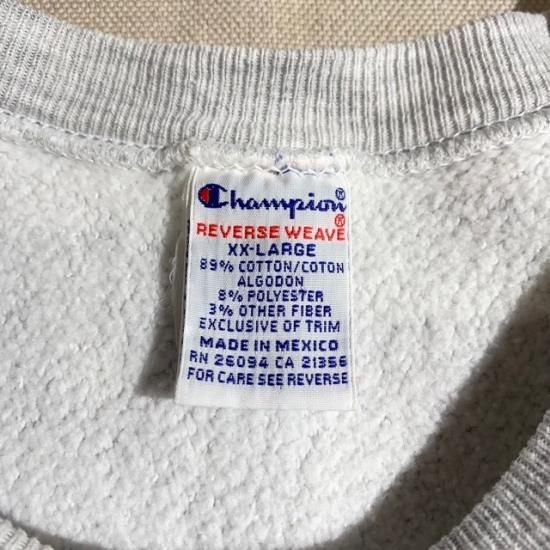 Champion®
REVERSE WEAVE®
XX-LARGE
89% COTTON/COTON
ALGODON
8% POLYESTER
3% OTHER FIBER
EXCLUSIVE OF TRIM
MADE IN MEXICO
RN 26094 CA 21356
FOR CARE SEE REVERSE